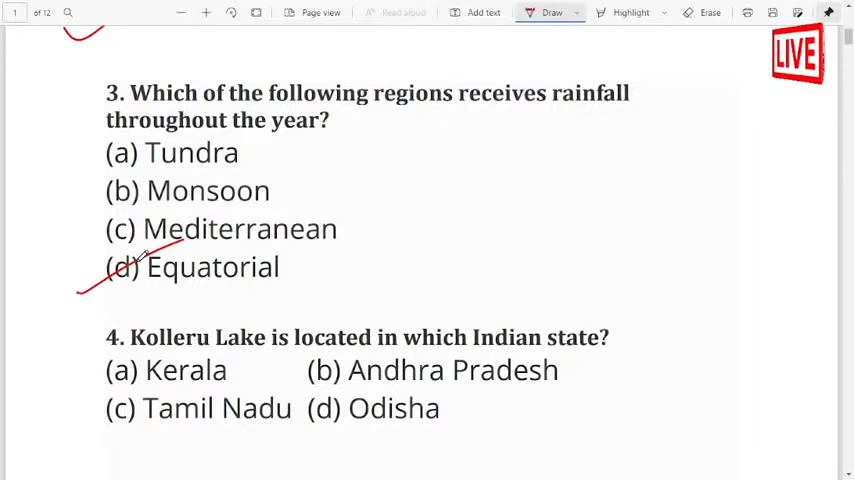 1 of 12 Page view Read aloud Add text Draw Highlight Erase
LIVE
3. Which of the following regions receives rainfall
throughout the year?
(a) Tundra
(b) Monsoon
(c) Mediterranean
(d) Equatorial
4. Kolleru Lake is located in which Indian state?
(a) Kerala (b) Andhra Pradesh
(c) Tamil Nadu (d) Odisha